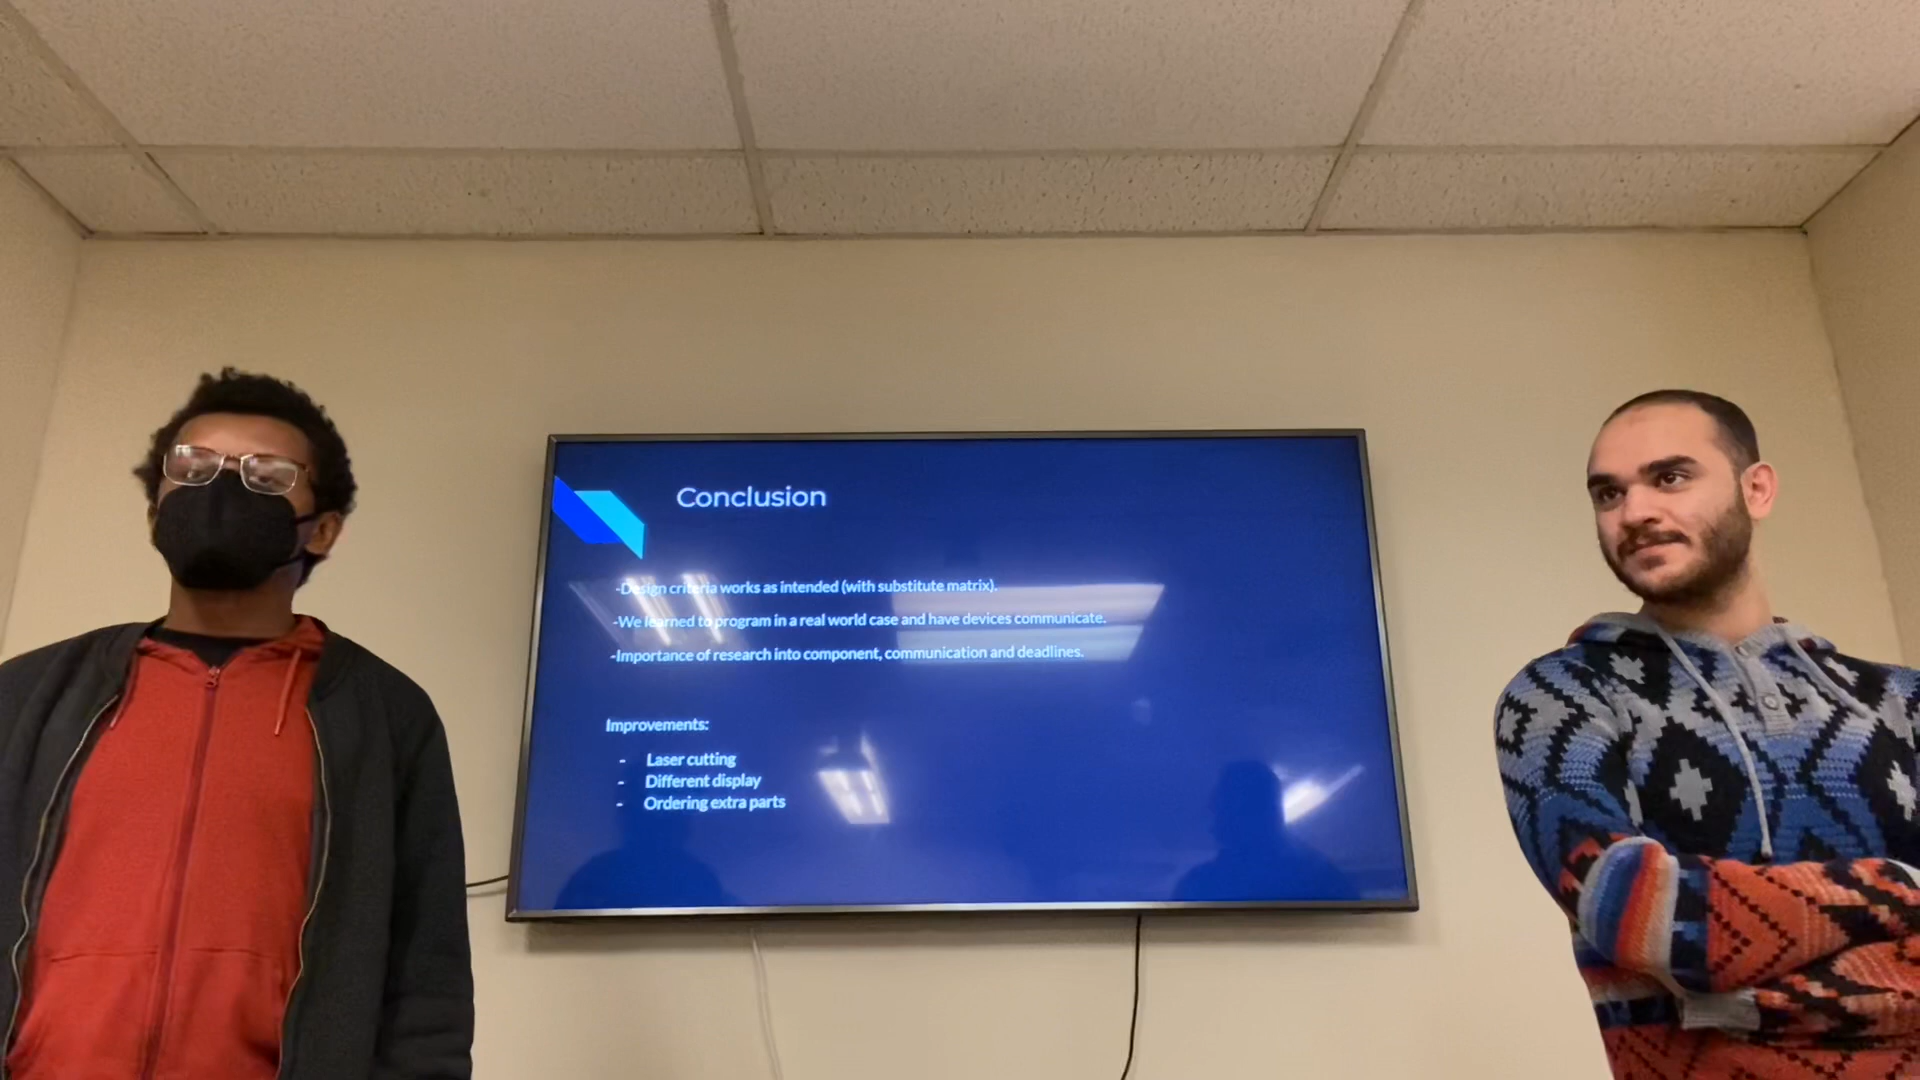 Conclusion
-Design criteria works as intended (with substitute matrix).
-We learned to program in a real world case and have devices communicate.
-Importance of research into component, communication and deadlines.
Improvements:
- Laser cutting
- Different display
- Ordering extra parts